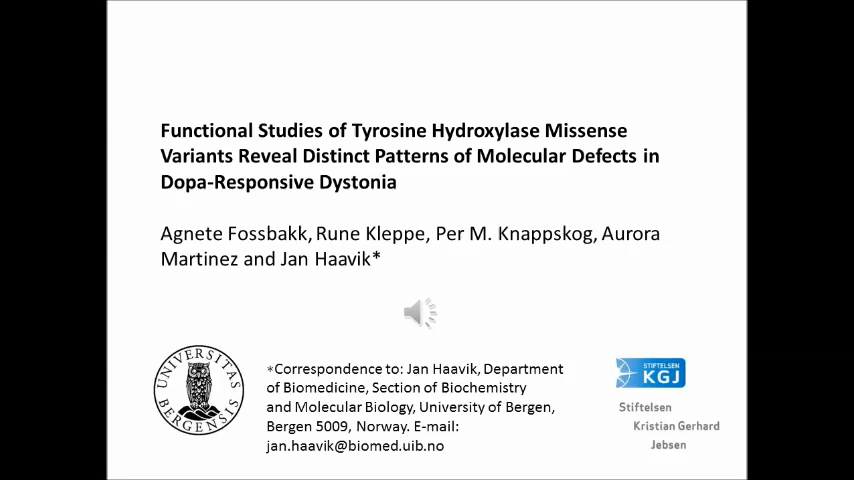 Functional Studies of Tyrosine Hydroxylase Missense
Variants Reveal Distinct Patterns of Molecular Defects in
Dopa-Responsive Dystonia
Agnete Fossbakk, Rune Kleppe, Per M. Knappskog, Aurora
Martinez and Jan Haavik*
UNIVERSITAS
BERGENSIS
*Correspondence to: Jan Haavik, Department
of Biomedicine, Section of Biochemistry
and Molecular Biology, University of Bergen,
Bergen 5009, Norway. E-mail:
jan.haavik@biomed.uib.no
STIFTELSEN
KGJ
Stiftelsen
Kristian Gerhard
Jebsen